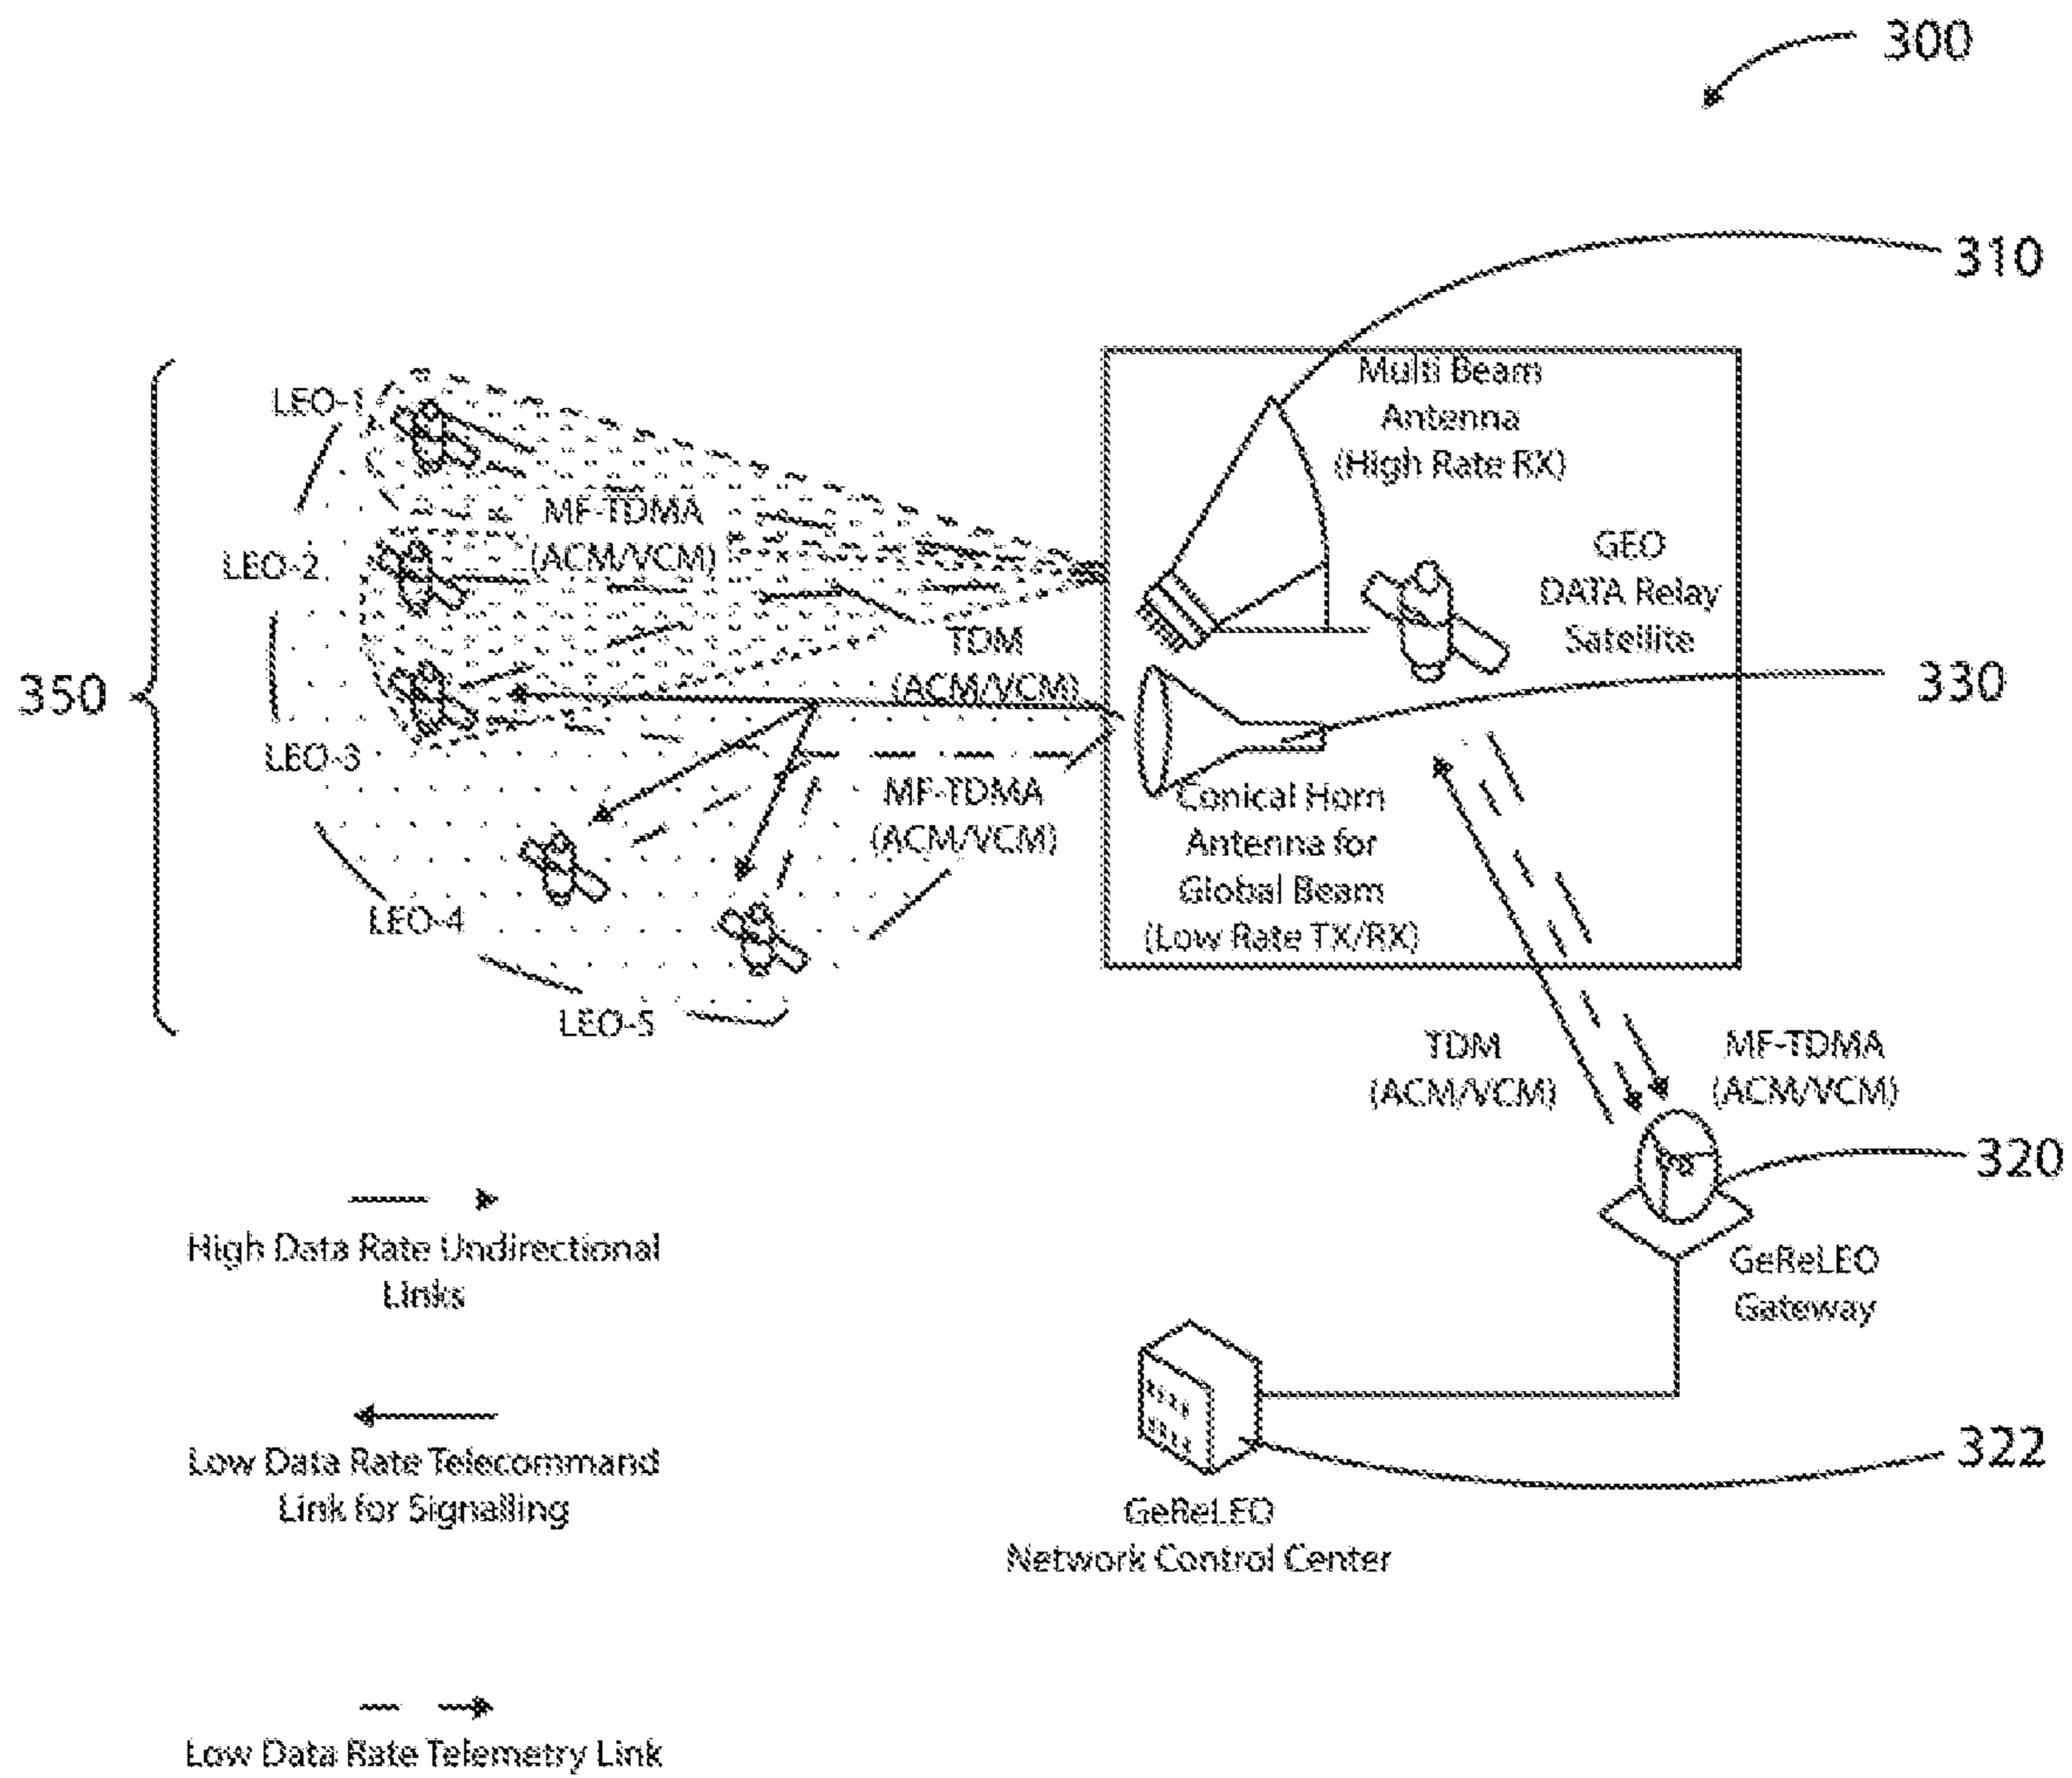 300
310
Multi Beam
Antenna
(High Rate RX)
LEO-1
MF-TDMA
(ACM/VCM)
LEO-2
GEO
DATA Relay
Satellite
TDM
(ACM/VCM)
350
330
LEO-3
MF-TDMA
(ACM/VCM)
Conical Horn
Antenna for
Global Beam
(Low Rate TX/RX)
LEO-4
LEO-5
TDM
(ACM/VCM)
MF-TDMA
(ACM/VCM)
320
High Data Rate Undirectional
Links
GeReLEO
Gateway
322
Low Data Rate Telecommand
Link for Signalling
GeReLEO
Network Control Center
Low Data Rate Telemetry Link